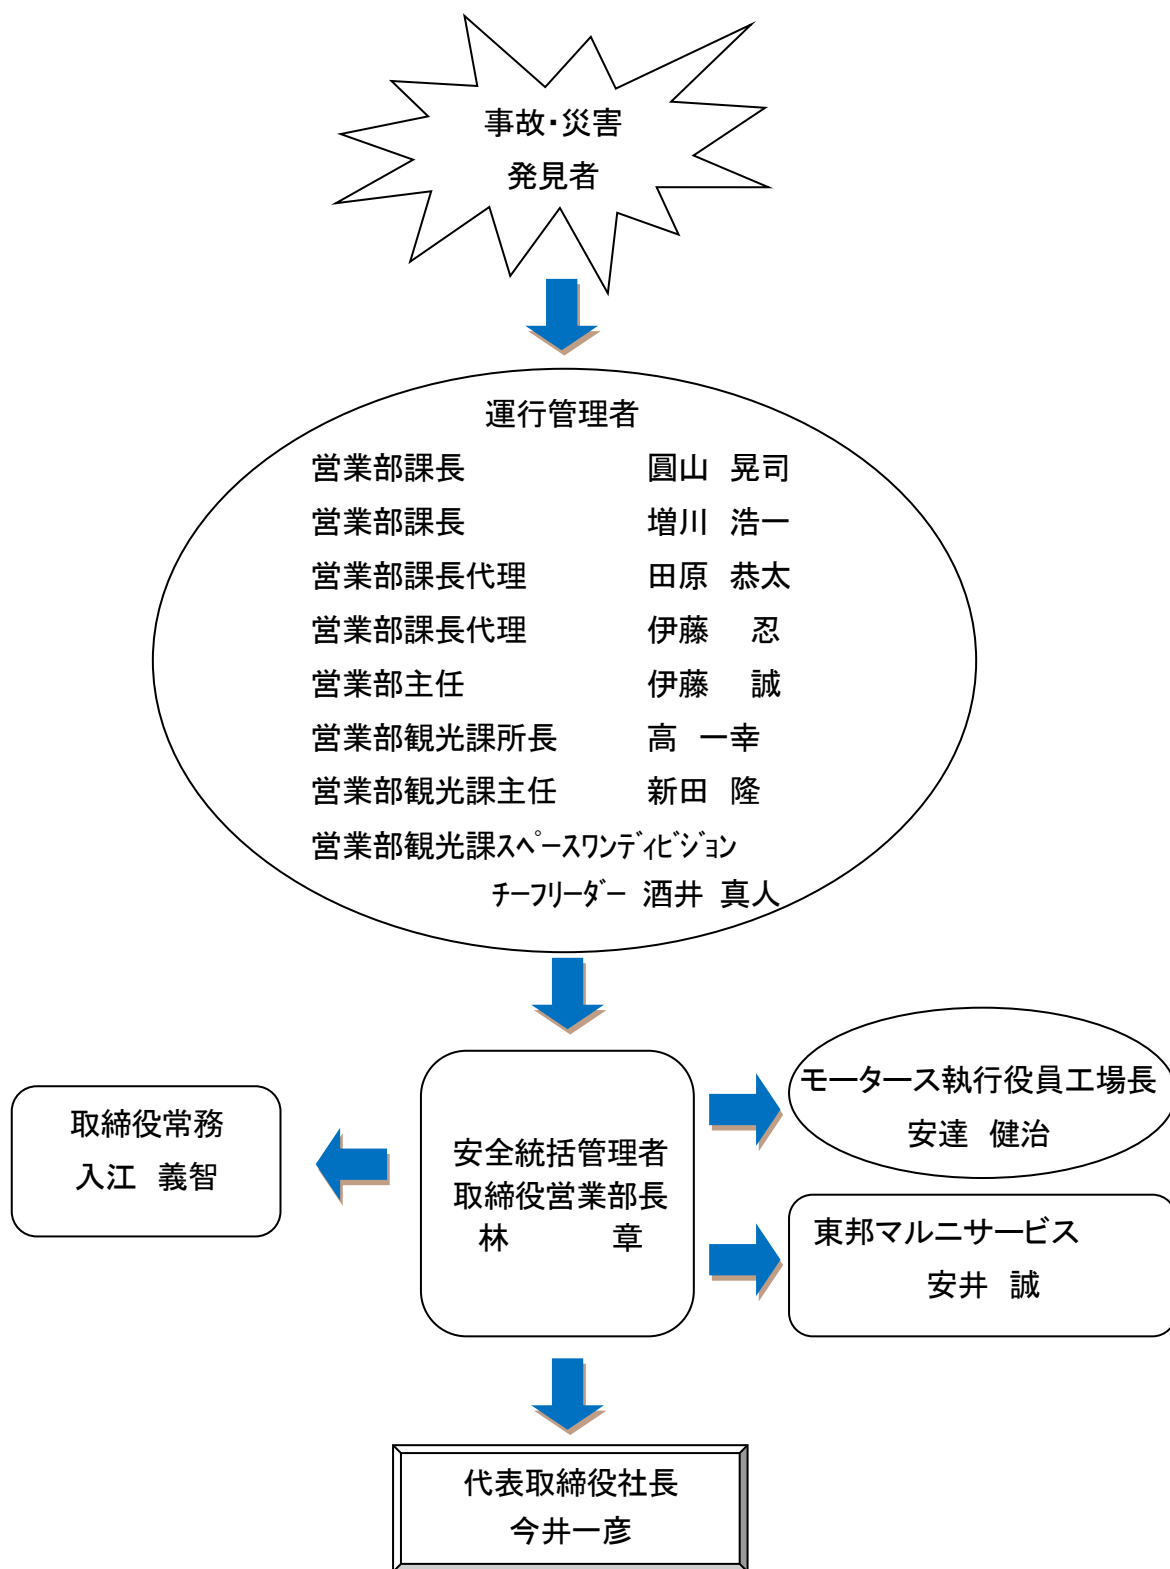 事故・災害
発見者
運行管理者
営業部課長 圓山 晃司
営業部課長 増川 浩一
営業部課長代理 田原 恭太
営業部課長代理 伊藤 忍
営業部主任 伊藤 誠
営業部観光課所長 高 一幸
営業部観光課主任 新田 隆
営業部観光課ｽﾍﾟｰｽﾜﾝﾃﾞｨﾋﾞｼﾞｮﾝ
ﾁｰﾌﾘｰﾀﾞｰ 酒井 真人
取締役常務
入江 義智
安全統括管理者
取締役営業部長
林 章
モータース執行役員工場長
安達 健治
東邦マルニサービス
安井 誠
代表取締役社長
今井一彦